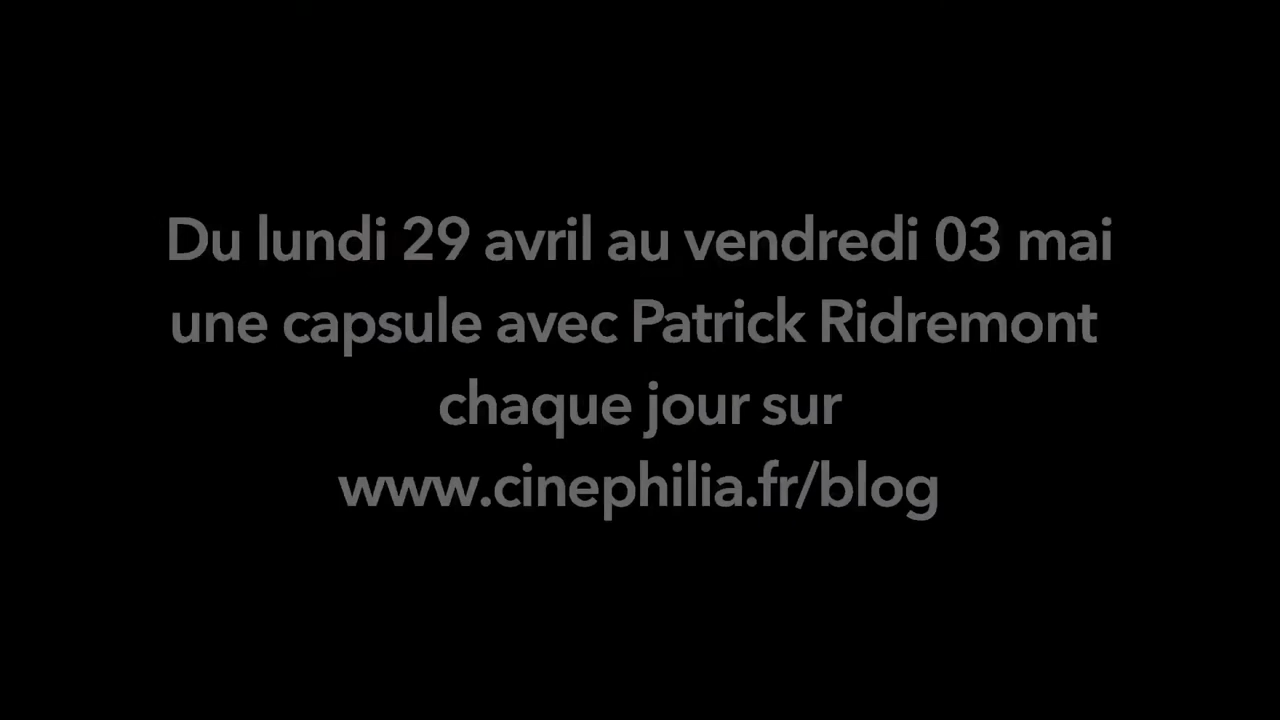 Du lundi 29 avril au vendredi 03 mai
une capsule avec Patrick Ridremont
chaque jour sur
www.cinephilia.fr/blog